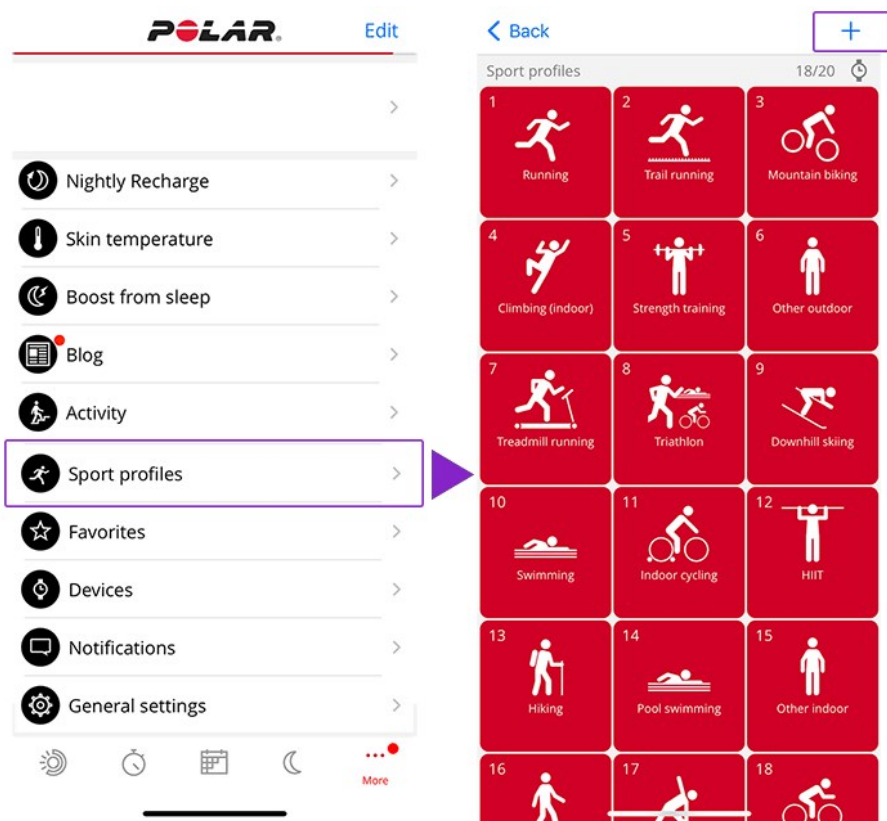 POLAR.
Edit
Nightly Recharge
Skin temperature
Boost from sleep
Blog
Activity
Sport profiles
Favorites
Devices
Notifications
General settings
More
Back
+
Sport profiles 18/20
1 2 3
Running Trail running Mountain biking
4 5 6
Climbing (indoor) Strength training Other outdoor
7 8 9
Treadmill running Triathlon Downhill skiing
10 11 12
Swimming Indoor cycling HIIT
13 14 15
Hiking Pool swimming Other indoor
16 17 18